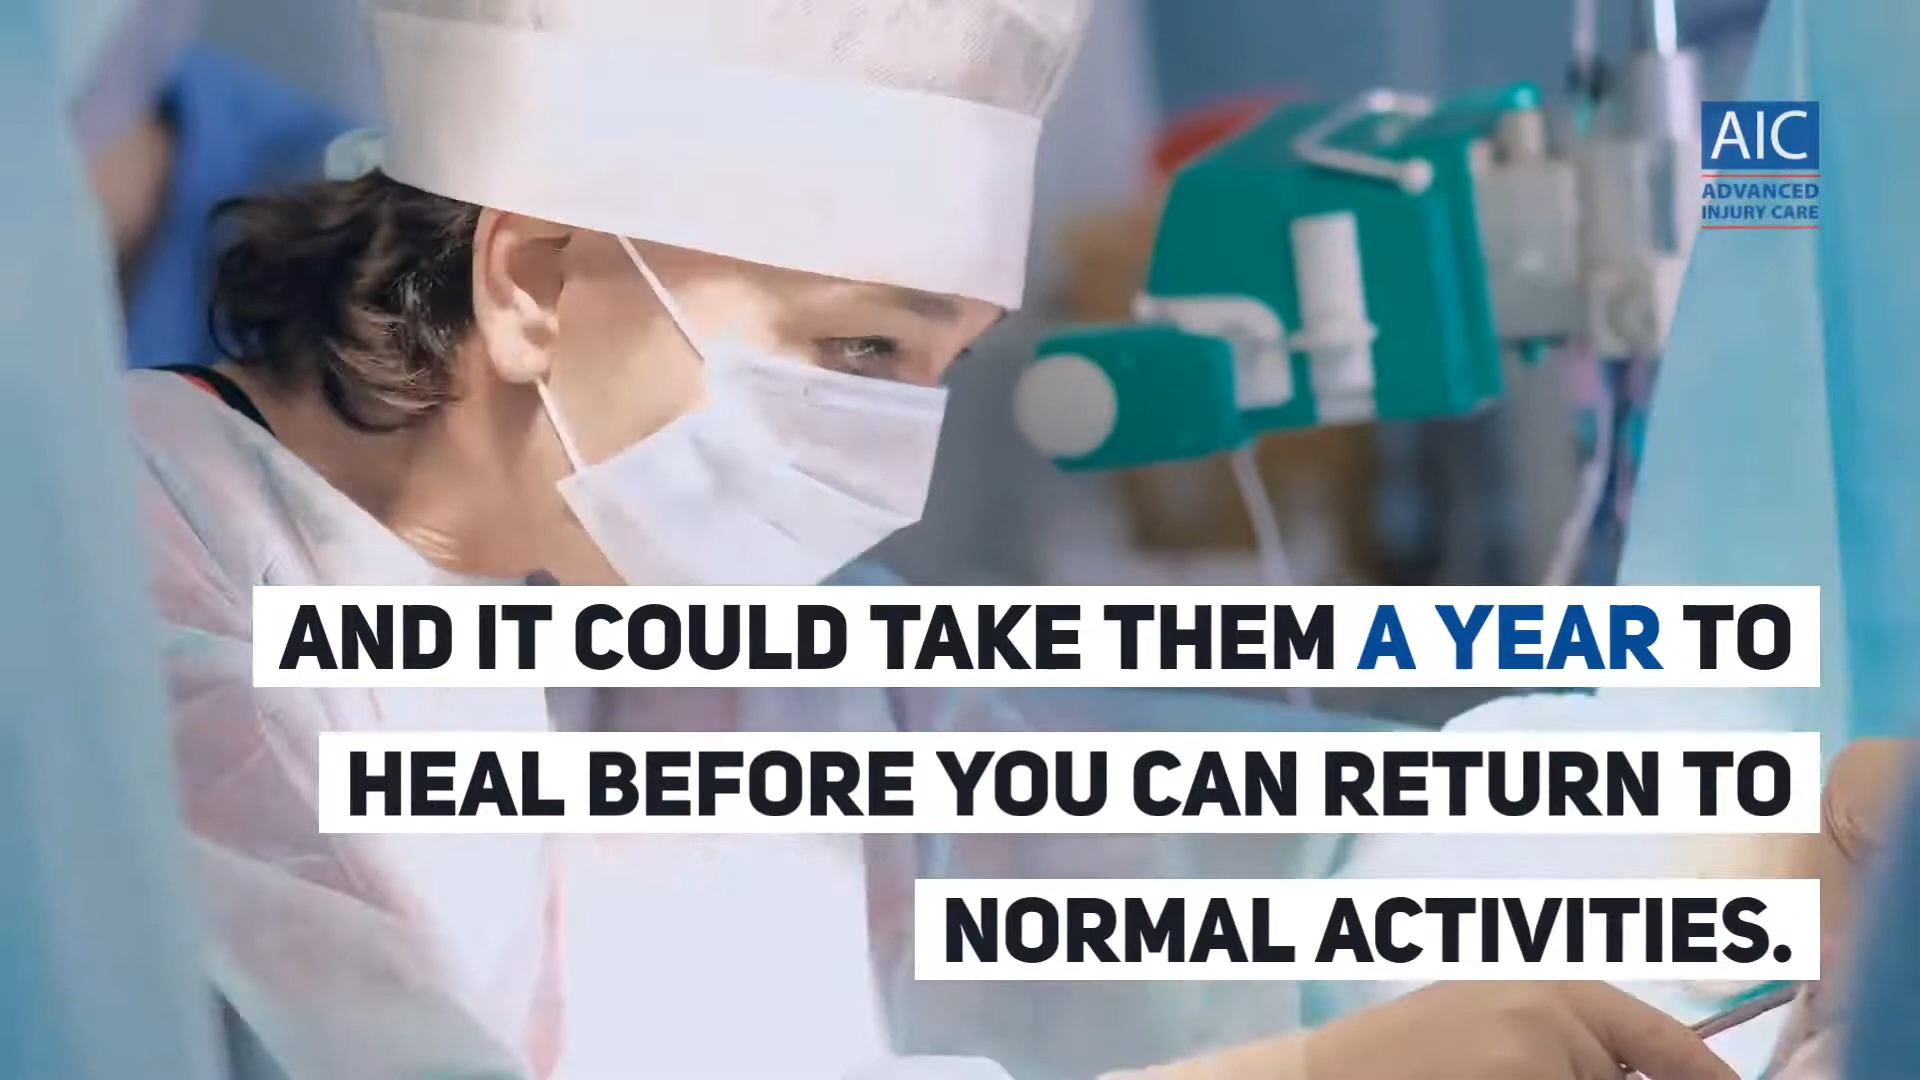 AIC
ADVANCED
INJURY CARE
AND IT COULD TAKE THEM A YEAR TO
HEAL BEFORE YOU CAN RETURN TO
NORMAL ACTIVITIES.